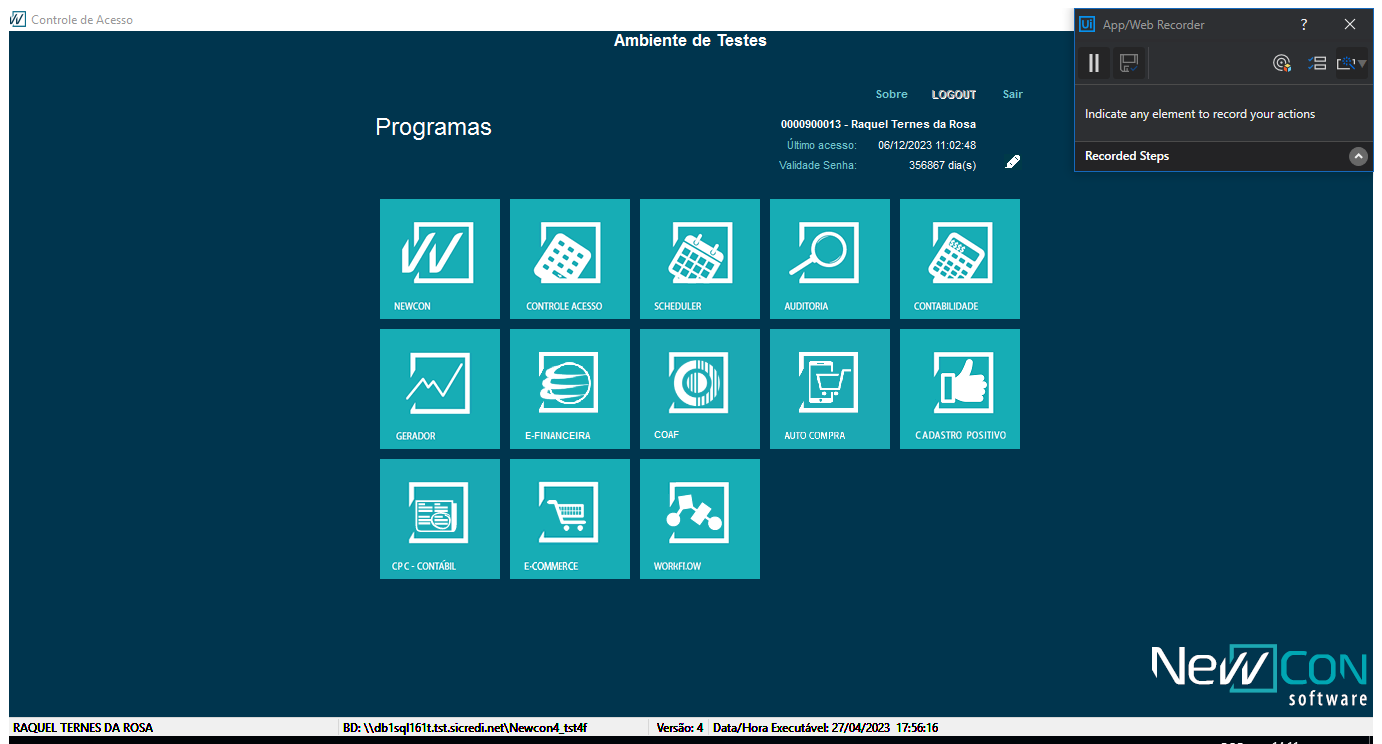 Controle de Acesso
Ambiente de Testes
App/Web Recorder
?
Indicate any element to record your actions
Recorded Steps
Sobre
LOGOUT
Sair
Programas
0000900013 - Raquel Ternes da Rosa
Último acesso: 06/12/2023 11:02:48
Validade Senha: 356867 dia(s)
NEWCON
CONTROLE ACESSO
SCHEDULER
AUDITORIA
CONTABILIDADE
GERADOR
E-FINANCEIRA
COAF
AUTO COMPRA
CADASTRO POSITIVO
CPC - CONTÁBIL
E-COMMERCE
WORKFLOW
NewCon
software
RAQUEL TERNES DA ROSA
BD: \\db1sql161t.tst.sicredi.net\Newcon4_tst4f
Versão: 4
Data/Hora Executável: 27/04/2023 17:56:16